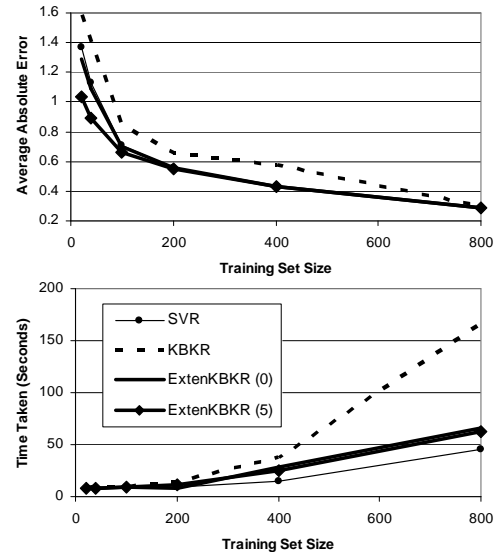 1.6
1.4
1.2
1
0.8
0.6
0.4
0.2
Average Absolute Error
0 200 400 600 800
Training Set Size
200
150
100
50
0
Time Taken (Seconds)
SVR
KBKR
ExtenKBKR (0)
ExtenKBKR (5)
0 200 400 600 800
Training Set Size